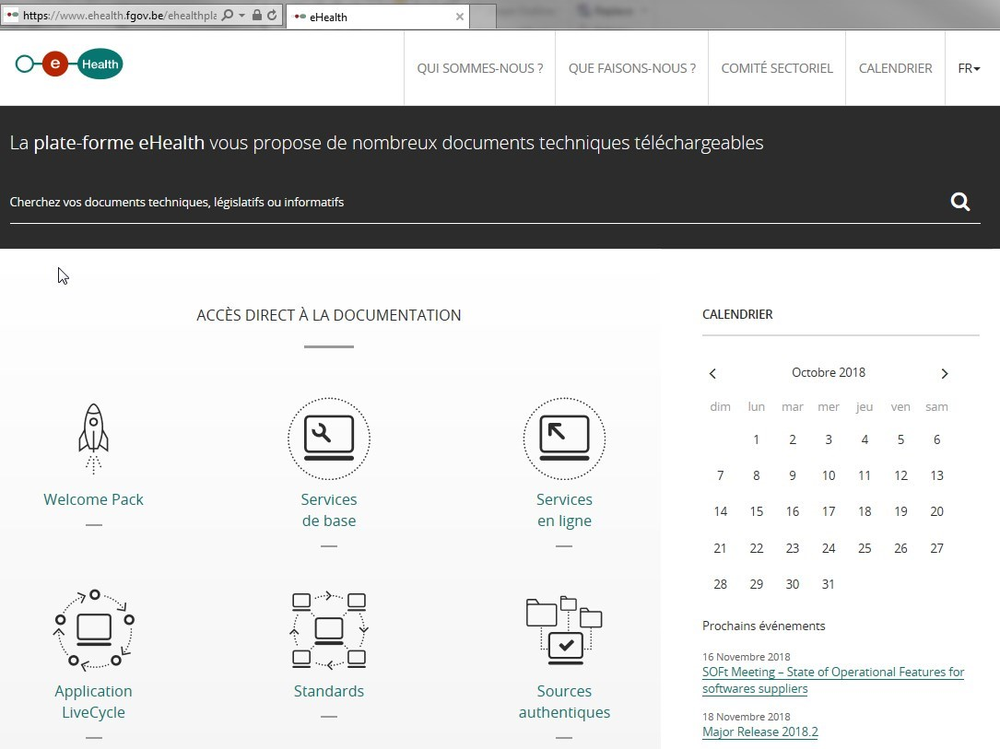 https://www.ehealth.fgov.be/ehealthpla
eHealth
e Health
QUI SOMMES-NOUS ?
QUE FAISONS-NOUS ?
COMITÉ SECTORIEL
CALENDRIER
FR
La plate-forme eHealth vous propose de nombreux documents techniques téléchargeables
Cherchez vos documents techniques, législatifs ou informatifs
ACCÈS DIRECT À LA DOCUMENTATION
Welcome Pack
Services
de base
Services
en ligne
Application
LiveCycle
Standards
Sources
authentiques
CALENDRIER
Octobre 2018
dim lun mar mer jeu ven sam
1 2 3 4 5 6
7 8 9 10 11 12 13
14 15 16 17 18 19 20
21 22 23 24 25 26 27
28 29 30 31
Prochains événements
16 Novembre 2018
SOFt Meeting – State of Operational Features for
softwares suppliers
18 Novembre 2018
Major Release 2018.2